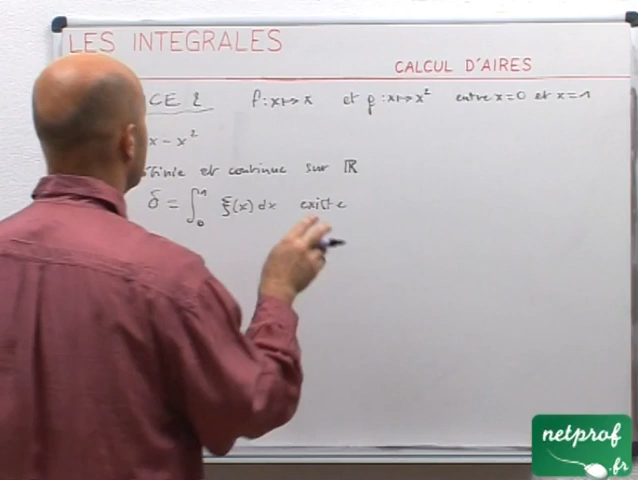 LES INTEGRALES
CALCUL D'AIRES
CE 2 f : x ↦ x et g : x ↦ x² entre x=0 et x=1
x - x²
finie et continue sur ℝ
δ = ∫₀¹ ξ(x) dx existe
netprof
.fr